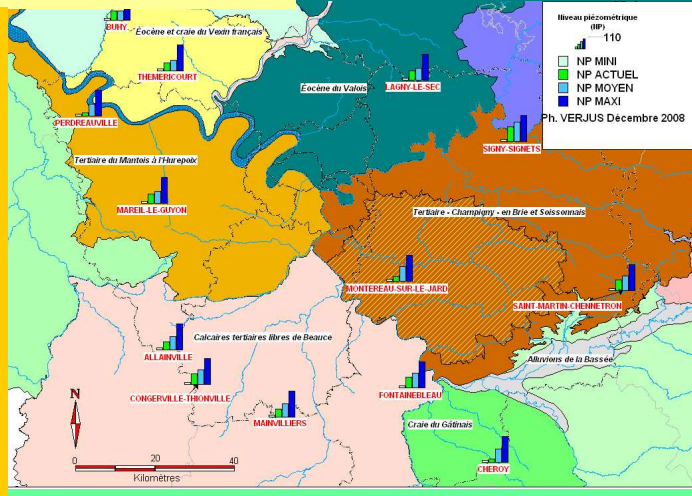 BUHY
Éocène et craie du Vexin français
Niveau piézométrique
(NP)
110
NP MINI
NP ACTUEL
NP MOYEN
NP MAXI
Ph. VERJUS Décembre 2008
THEMERICOURT
Éocène du Valois
LAGNY-LE-SEC
PERDREAUVILLE
SIGNY-SIGNETS
Tertiaire du Mantois à l'Hurepoix
MAREIL-LE-GUYON
Tertiaire - Champigny - en Brie et Soissonnais
MONTEREAU-SUR-LE-JARD
SAINT-MARTIN-CHENNETRON
Calcaires tertiaires libres de Beauce
ALLAINVILLE
Alluvions de la Bassée
CONGERVILLE-THIONVILLE
FONTAINEBLEAU
N
MAINVILLIERS
Craie du Gâtinais
0 20 40
Kilomètres
CHEROY